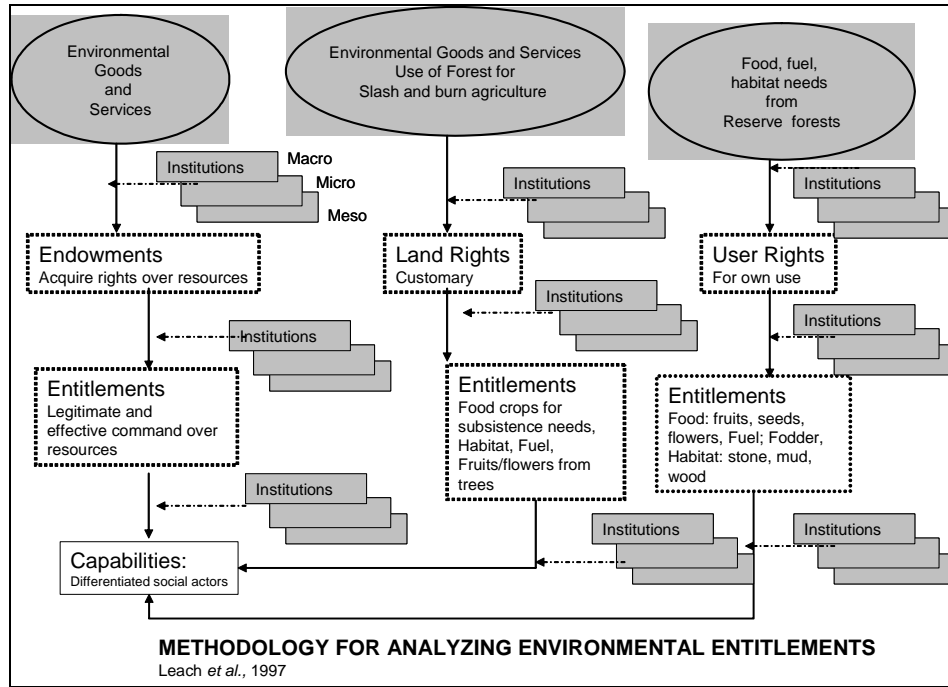 Environmental
Goods
and
Services
Environmental Goods and Services
Use of Forest for
Slash and burn agriculture
Food, fuel,
habitat needs
from
Reserve forests
Institutions
Macro
Micro
Meso
Institutions
Institutions
Endowments
Acquire rights over resources
Land Rights
Customary
User Rights
For own use
Institutions
Institutions
Institutions
Entitlements
Legitimate and
effective command over
resources
Entitlements
Food crops for
subsistence needs,
Habitat, Fuel,
Fruits/flowers from
trees
Entitlements
Food: fruits, seeds,
flowers, Fuel; Fodder,
Habitat: stone, mud,
wood
Institutions
Institutions
Institutions
Capabilities:
Differentiated social actors
METHODOLOGY FOR ANALYZING ENVIRONMENTAL ENTITLEMENTS
Leach et al., 1997